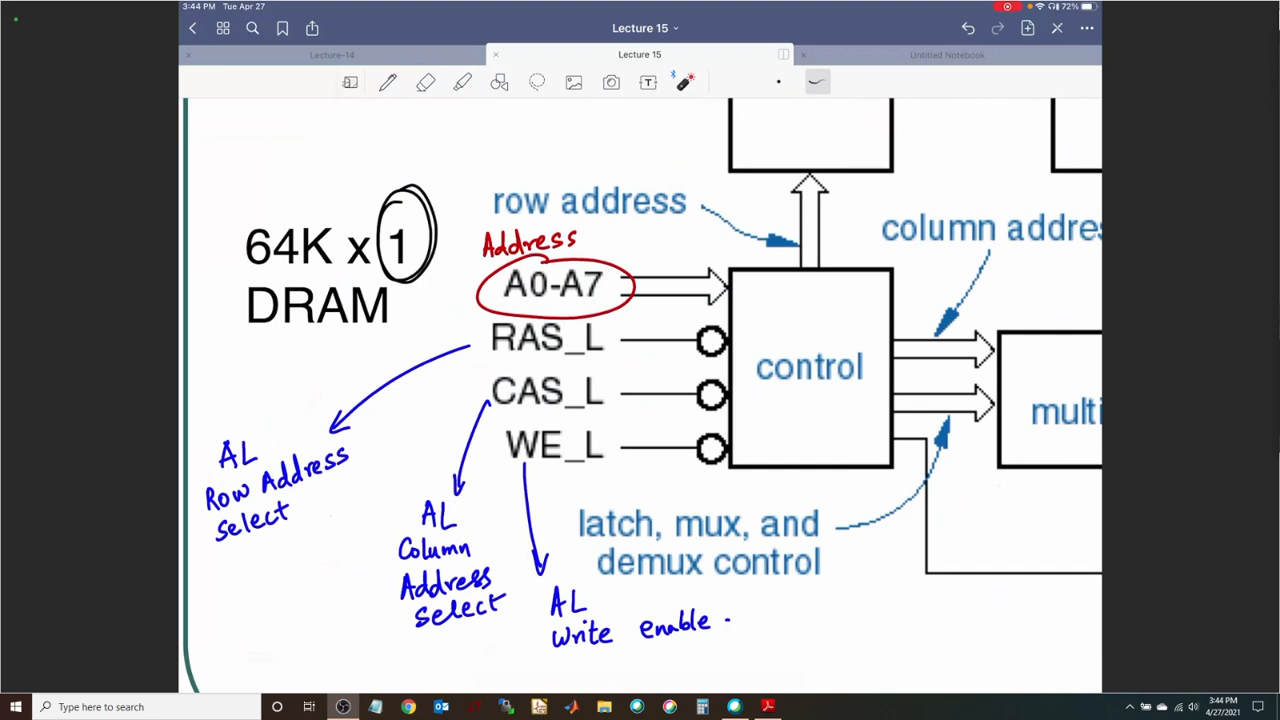 3:44 PM Tue Apr 27
72%
Lecture 15
Lecture-14
Lecture 15
Untitled Notebook
row address
column addre
Address
64K x 1
DRAM
A0-A7
RAS_L
CAS_L
WE_L
control
multi
AL
Row Address
select
AL
Column
Address
select
latch, mux, and
demux control
AL
write enable
Type here to search
3:44 PM
4/27/2021